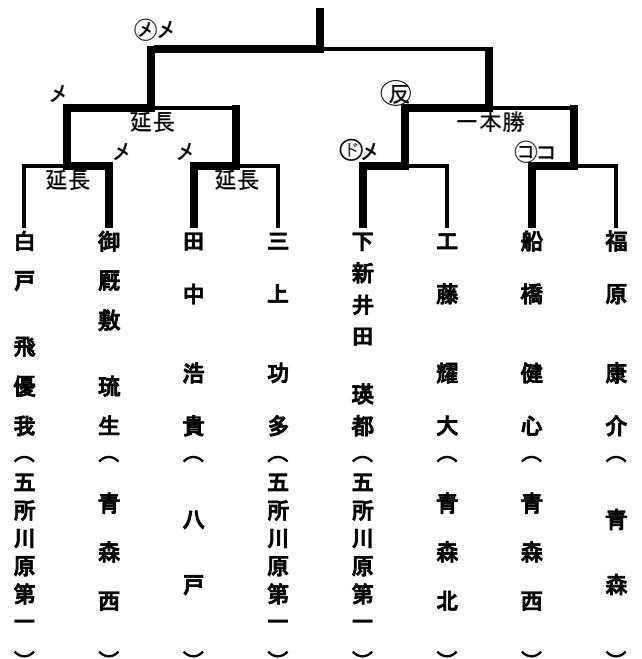 ㋱メ
メ
延長
㊀反
一本勝
メ
延長
メ
延長
㋣゙メ
㋙コ
白戸 飛優我(五所川原第一)
御厩敷 琉生(青森西)
田中 浩貴(八戸)
三上 功多(五所川原第一)
下新井田 瑛都(五所川原第一)
工藤 耀大(青森北)
船橋 健心(青森西)
福原 康介(青森)